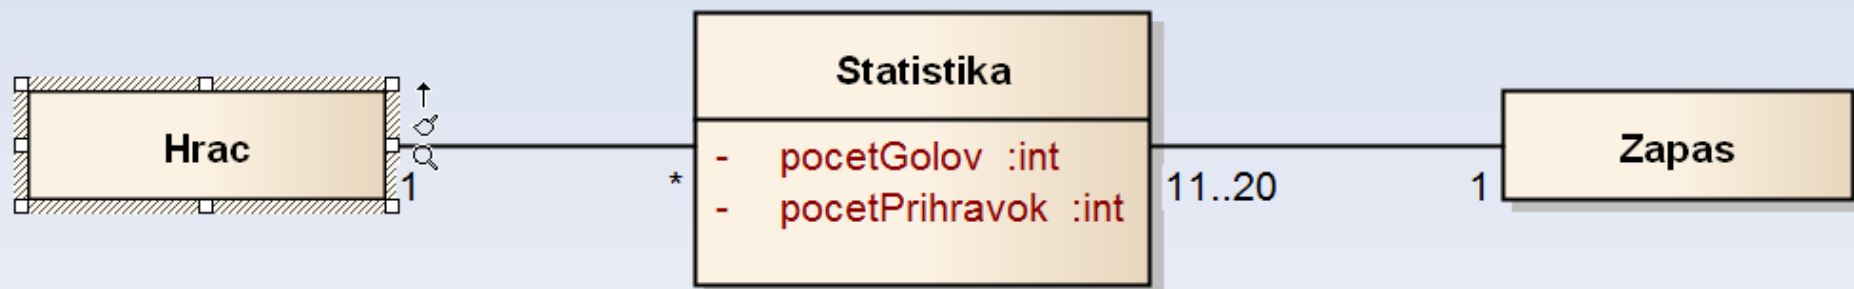 Hrac
1
*
Statistika
- pocetGolov :int
- pocetPrihravok :int
11..20
1
Zapas